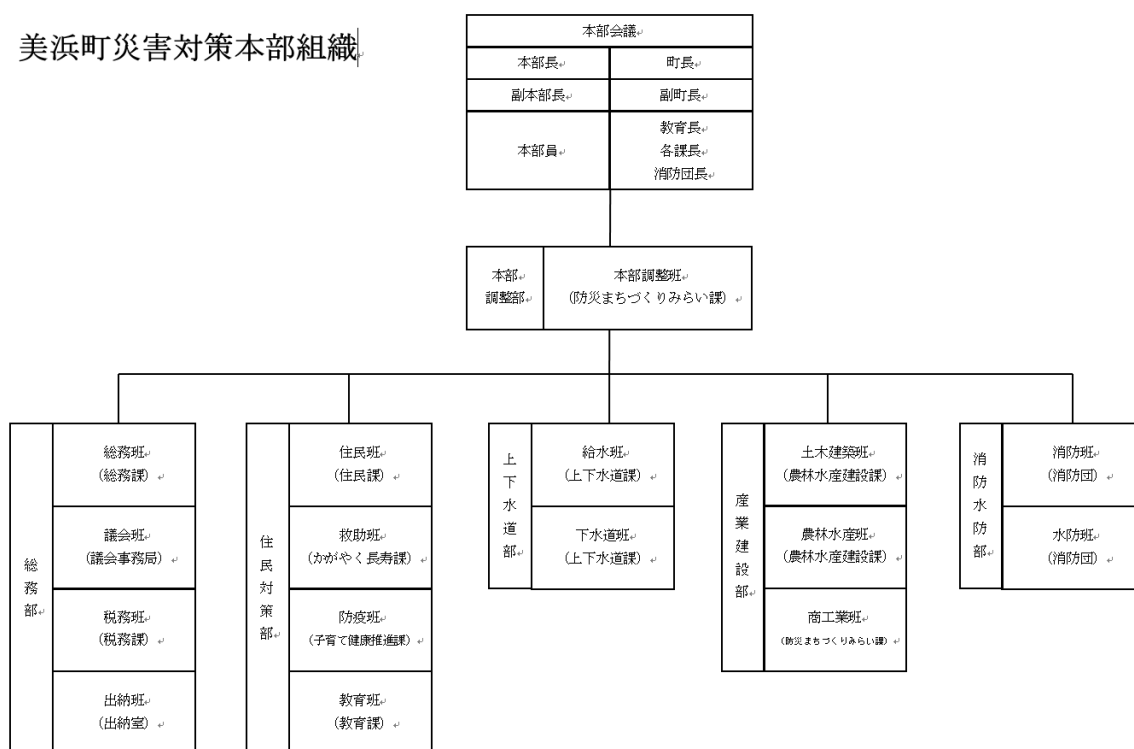 美浜町災害対策本部組織
本部会議
本部長
町長
副本部長
副町長
本部員
教育長
各課長
消防団長
本部
調整部
本部調整班
(防災まちづくりみらい課)
総務部
総務班
(総務課)
議会班
(議会事務局)
税務班
(税務課)
出納班
(出納室)
住民対策部
住民班
(住民課)
救助班
(かがやく長寿課)
防疫班
(子育て健康推進課)
教育班
(教育課)
上下水道部
給水班
(上下水道課)
下水道班
(上下水道課)
産業建設部
土木建築班
(農林水産建設課)
農林水産班
(農林水産建設課)
商工業班
(防災まちづくりみらい課)
消防水防部
消防班
(消防団)
水防班
(消防団)